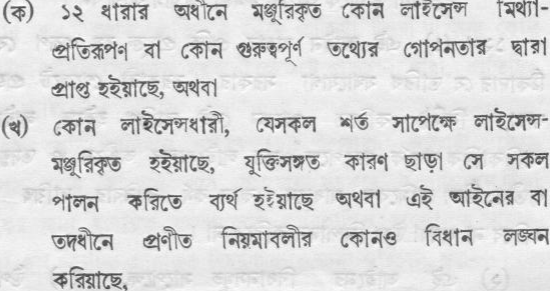 (ক) ১২ ধারার অধীনে মঞ্জুরিকৃত কোন লাইসেন্স মিথ্যা-
প্রতিরূপন বা কোন গুরুত্বপূর্ণ তথ্যের গোপনতার দ্বারা
প্রাপ্ত হইয়াছে, অথবা
(খ) কোন লাইসেন্সধারী, যেসকল শর্ত সাপেক্ষে লাইসেন্স-
মঞ্জুরিকৃত হইয়াছে, যুক্তিসঙ্গত কারণ ছাড়া সে সকল
পালন করিতে ব্যর্থ হইয়াছে অথবা এই আইনের বা
তদধীনে প্রণীত নিয়মাবলীর কোনও বিধান লঙ্ঘন
করিয়াছে,